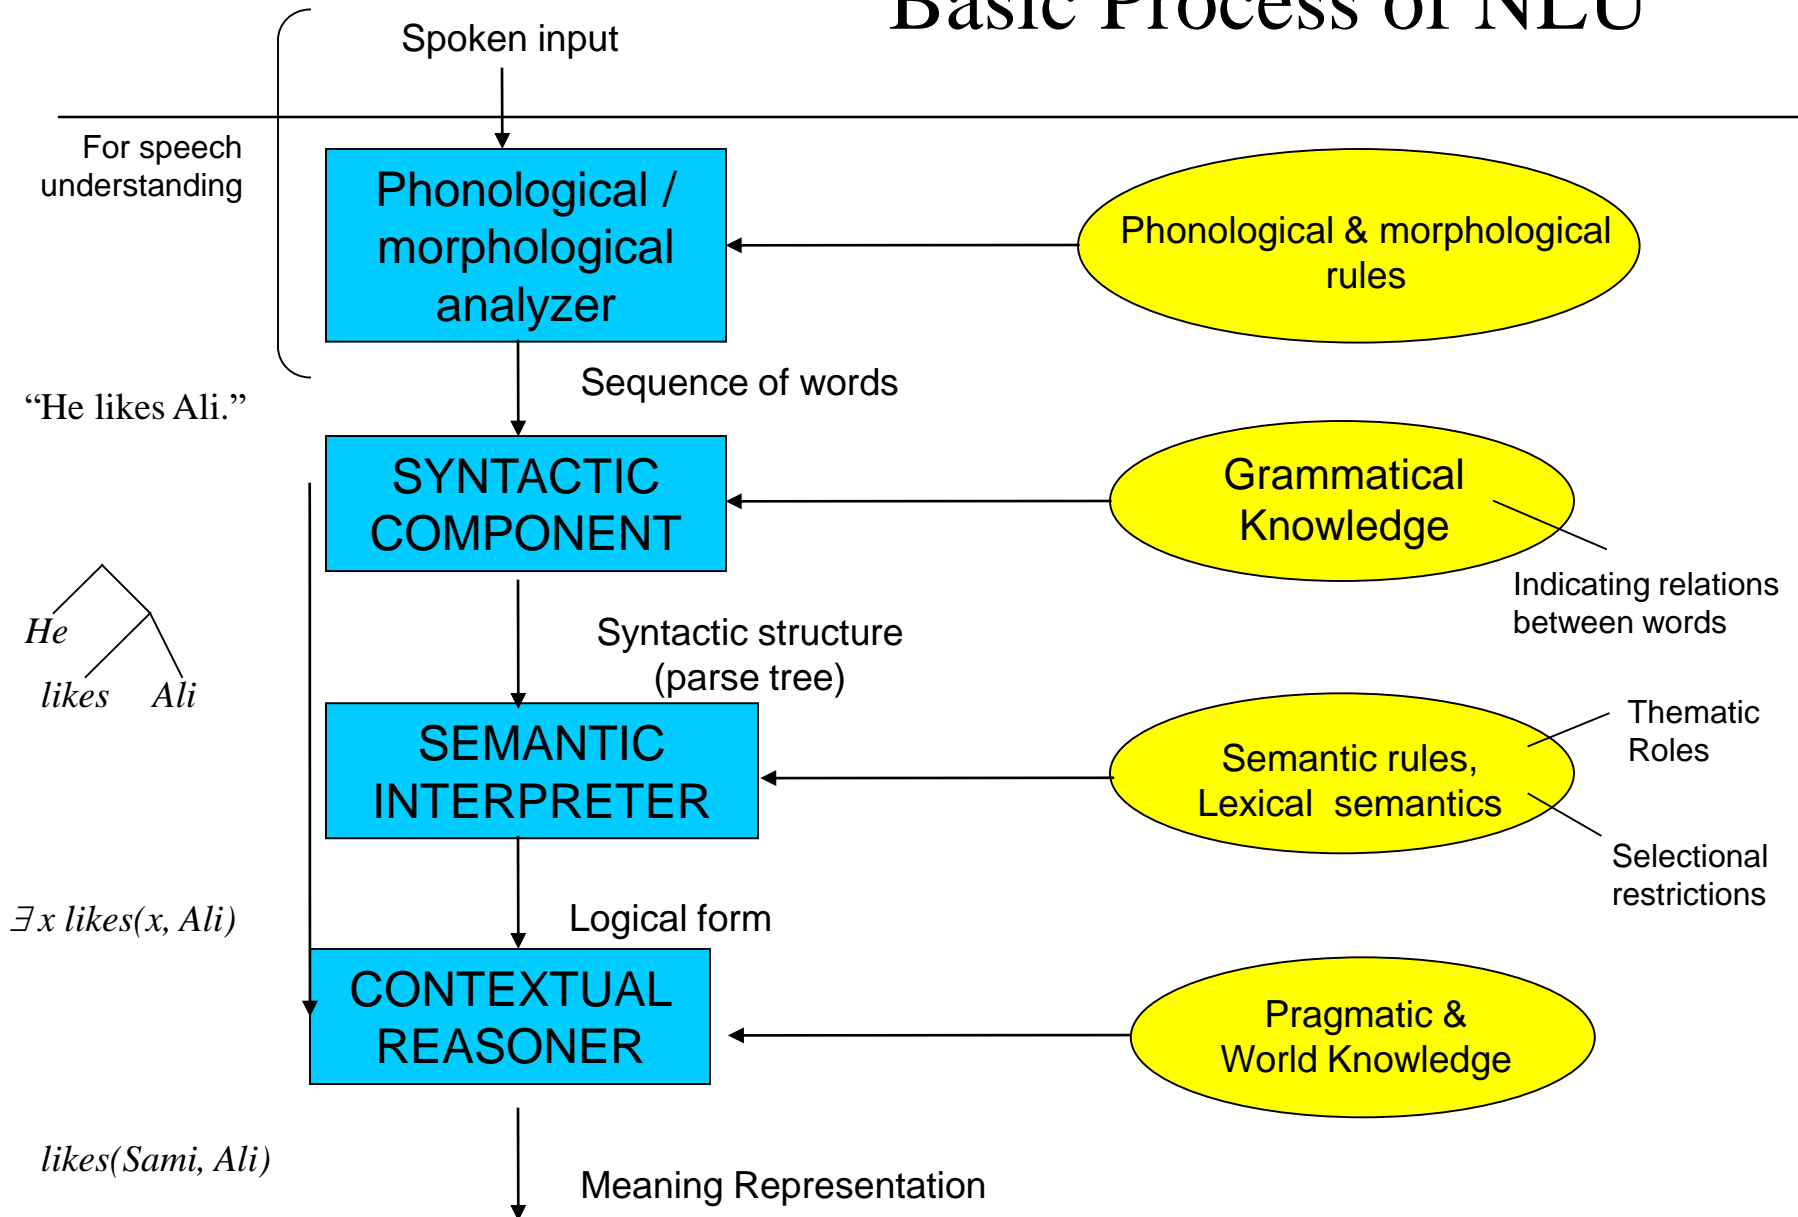 Basic Process of NLU
Spoken input
For speech
understanding
Phonological /
morphological
analyzer
Phonological & morphological
rules
Sequence of words
“He likes Ali.”
SYNTACTIC
COMPONENT
Grammatical
Knowledge
Indicating relations
between words
He
likes Ali
Syntactic structure
(parse tree)
SEMANTIC
INTERPRETER
Semantic rules,
Lexical semantics
Thematic
Roles
Selectional
restrictions
∃ x likes(x, Ali)
Logical form
CONTEXTUAL
REASONER
Pragmatic &
World Knowledge
likes(Sami, Ali)
Meaning Representation